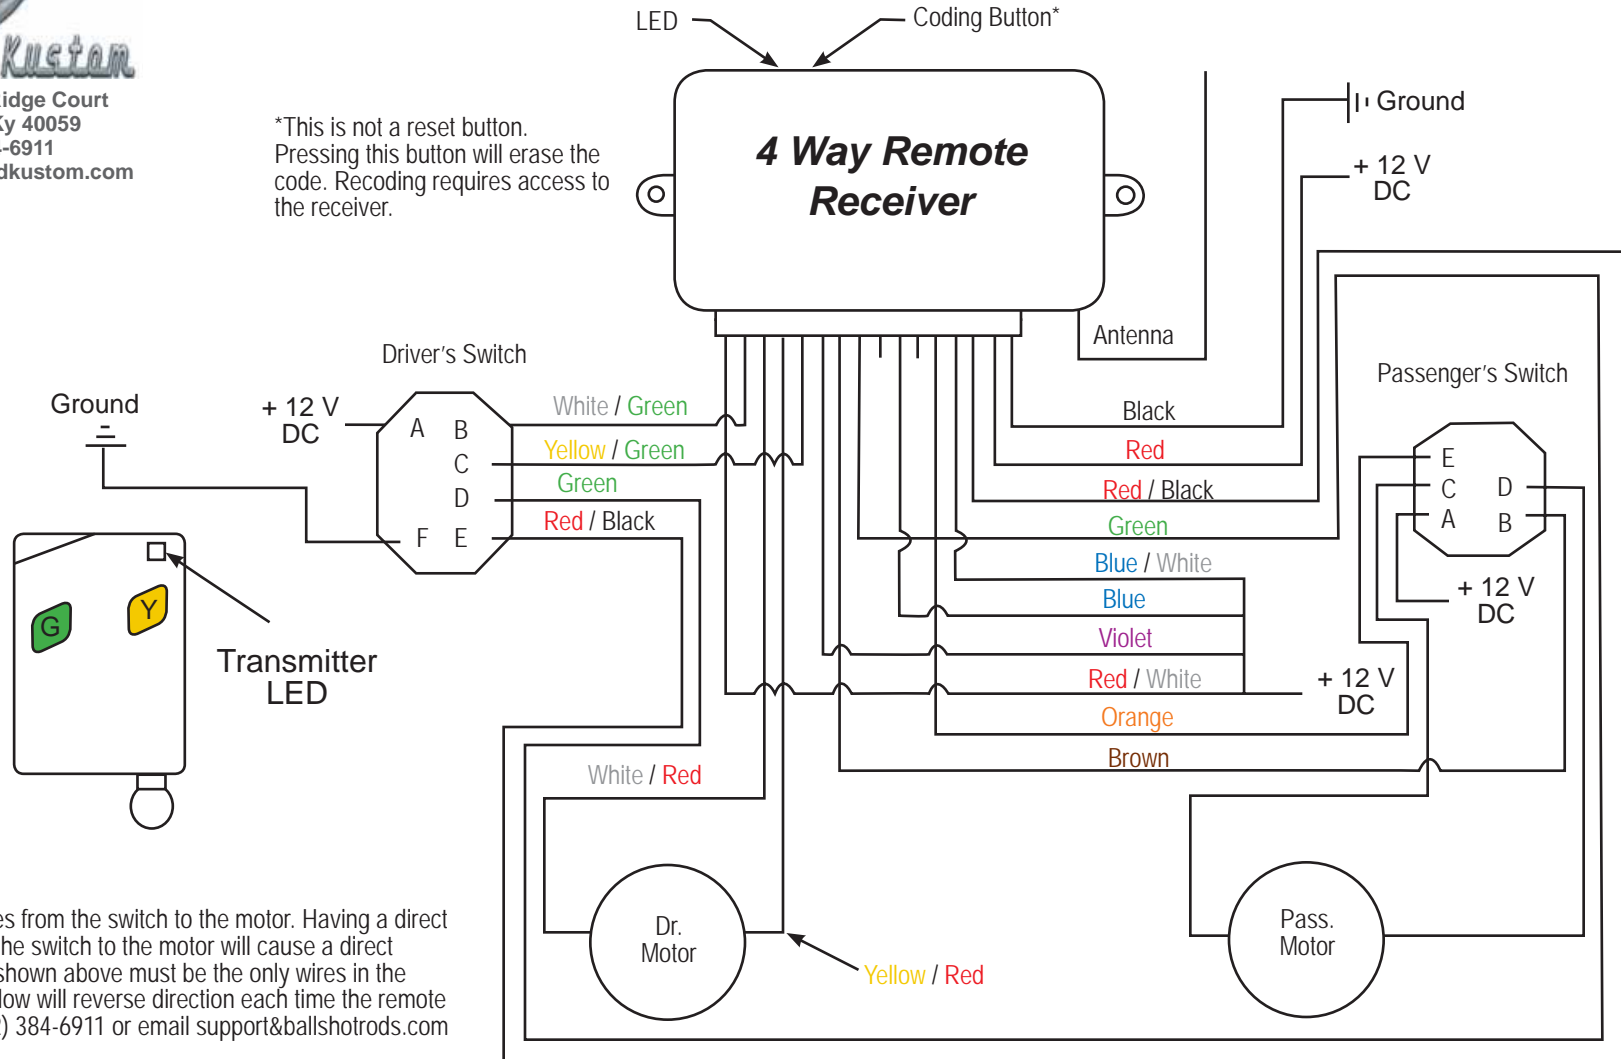 Kustom
idge Court
Ky 40059
-6911
dkustom.com
*This is not a reset button.
Pressing this button will erase the
code. Recoding requires access to
the receiver.
LED
Coding Button*
4 Way Remote
Receiver
Ground
+ 12 V
DC
Antenna
Driver's Switch
Ground
+ 12 V
DC
A
B
C
D
F
E
White / Green
Yellow / Green
Green
Red / Black
Black
Red
Red / Black
Green
Blue / White
Blue
Violet
Red / White
Orange
Brown
Passenger's Switch
E
C
D
A
B
+ 12 V
DC
+ 12 V
DC
G
Y
Transmitter
LED
White / Red
Dr.
Motor
Yellow / Red
Pass.
Motor
es from the switch to the motor. Having a direct
he switch to the motor will cause a direct
shown above must be the only wires in the
low will reverse direction each time the remote
) 384-6911 or email support&ballshotrods.com